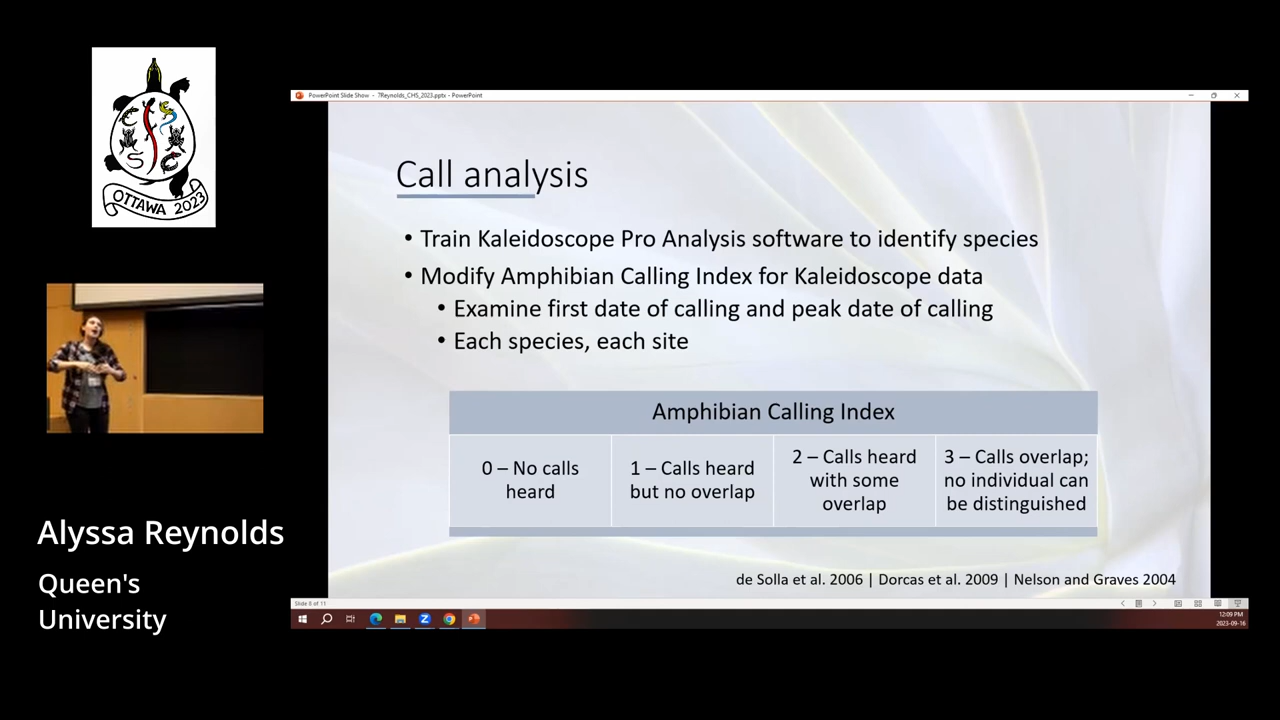 OTTAWA 2023
PowerPoint Slide Show - 7Reynolds_CHS_2023.pptx - PowerPoint
Call analysis
• Train Kaleidoscope Pro Analysis software to identify species
• Modify Amphibian Calling Index for Kaleidoscope data
• Examine first date of calling and peak date of calling
• Each species, each site
Amphibian Calling Index
0 – No calls
heard
1 – Calls heard
but no overlap
2 – Calls heard
with some
overlap
3 – Calls overlap;
no individual can
be distinguished
de Solla et al. 2006 | Dorcas et al. 2009 | Nelson and Graves 2004
Slide 8 of 11
12:09 PM
2023-09-16
Alyssa Reynolds
Queen's
University